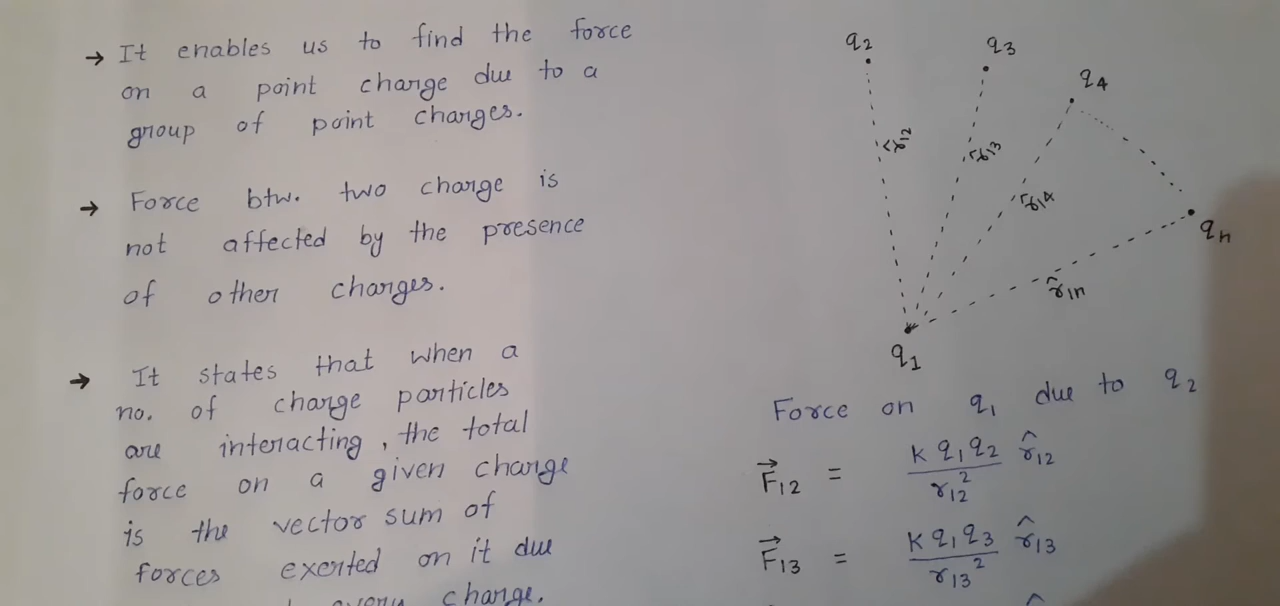 → It enables us to find the force
on a point charge due to a
group of point charges.
→ Force btw. two charge is
not affected by the presence
of other charges.
→ It states that when a
no. of charge particles
are interacting, the total
force on a given charge
is the vector sum of
forces exerted on it due
every charge.
q₂ q₃ q₄
r̂₁₂ r̂₁₃ r̂₁₄
qₙ
r̂₁ₙ
q₁
Force on q₁ due to q₂
F⃗₁₂ = K q₁q₂ / r₁₂² r̂₁₂
F⃗₁₃ = K q₁q₃ / r₁₃² r̂₁₃